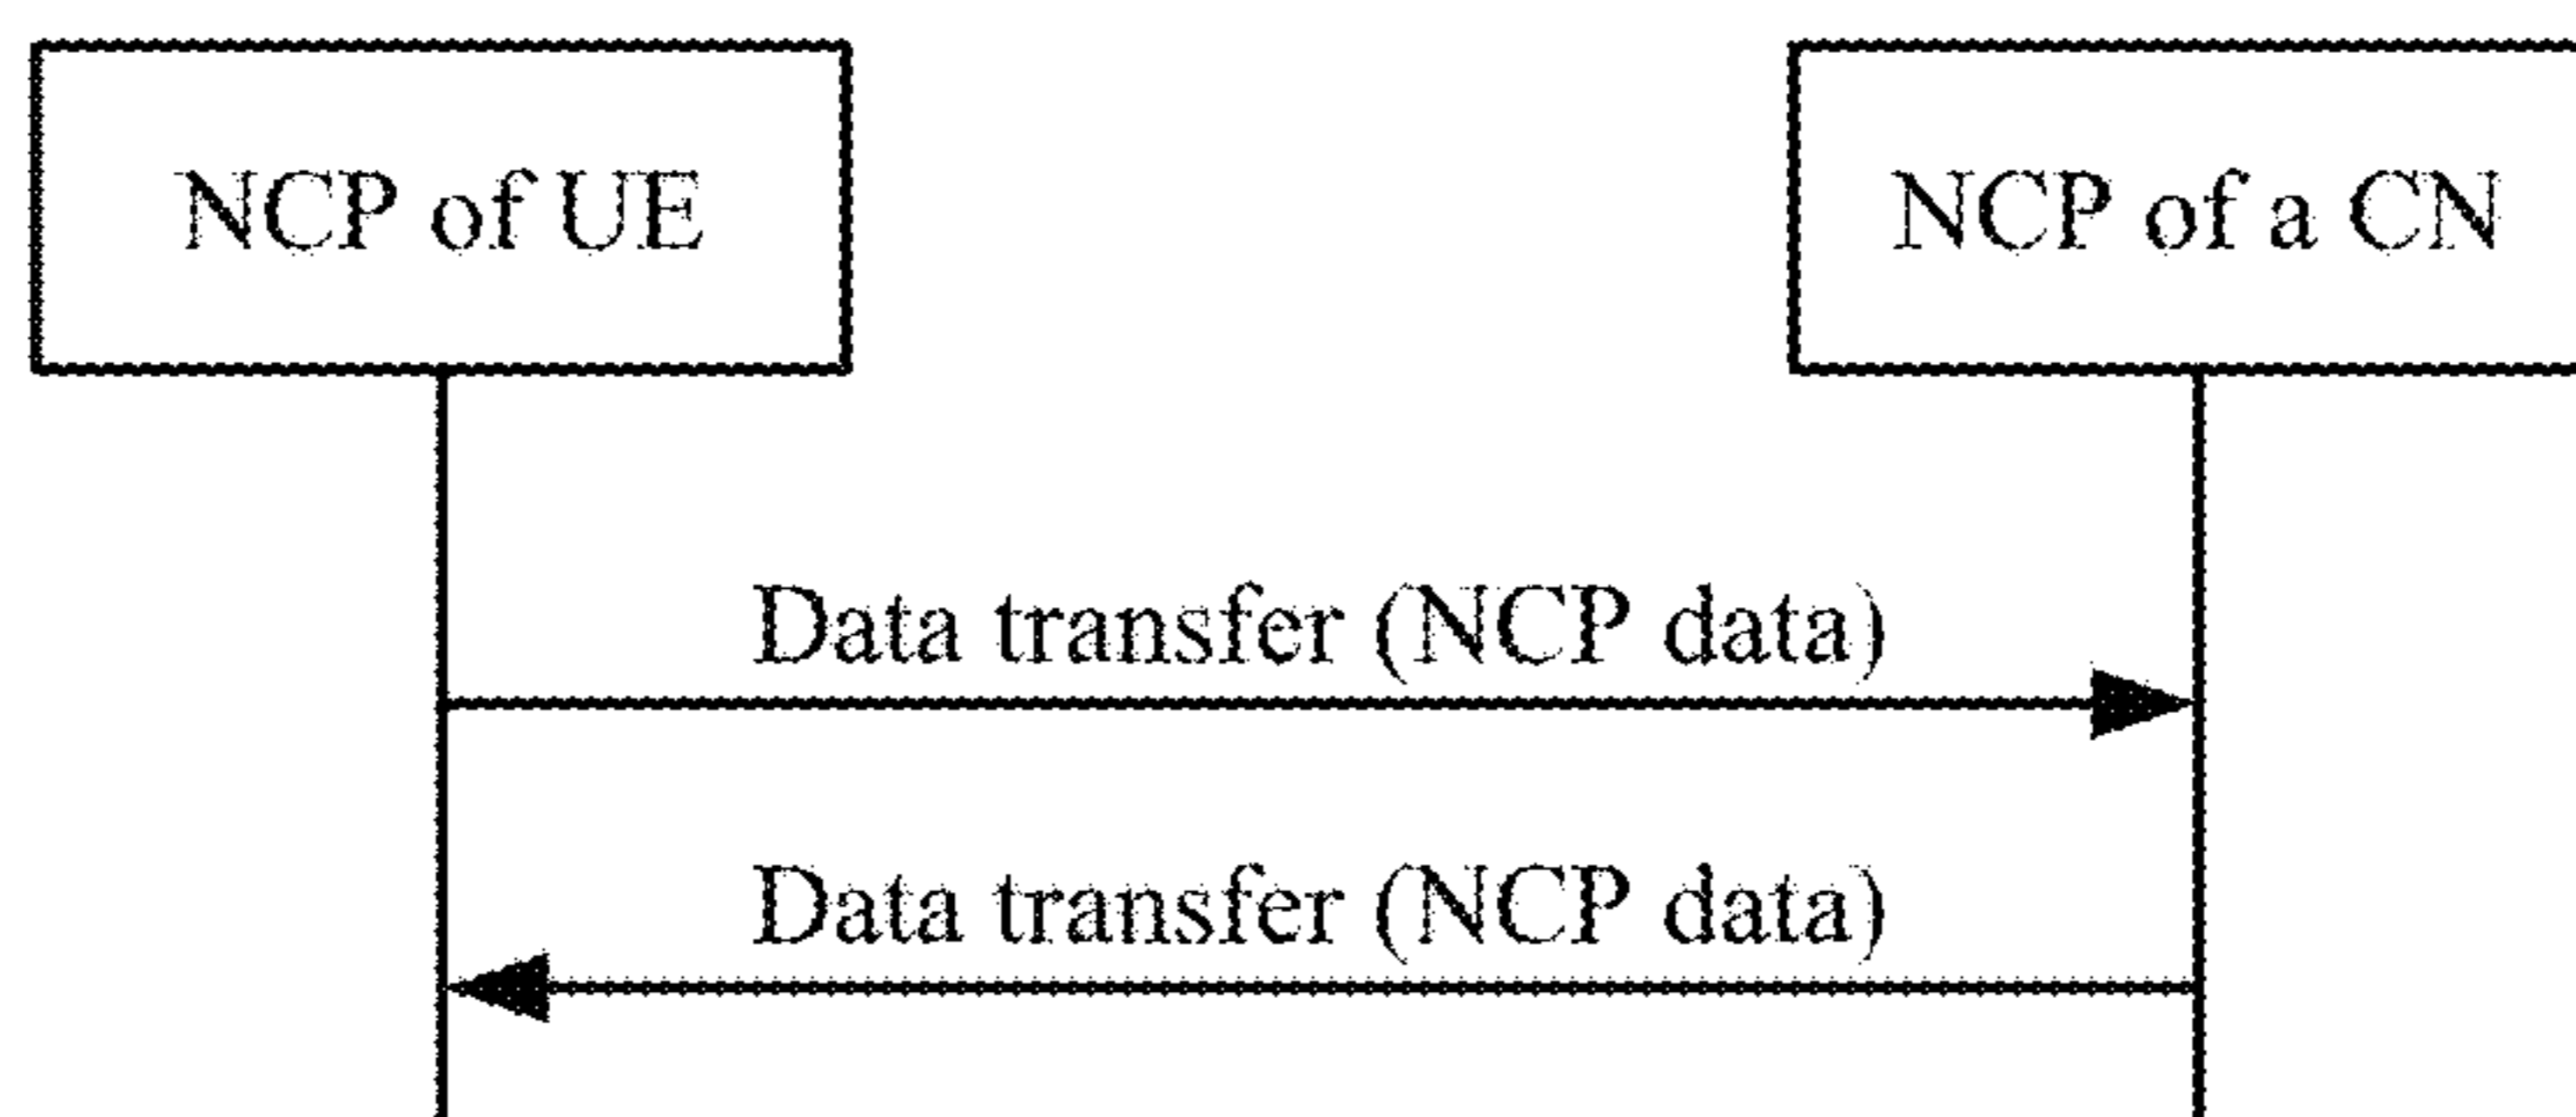 NCP of UE
NCP of a CN
Data transfer (NCP data)
Data transfer (NCP data)